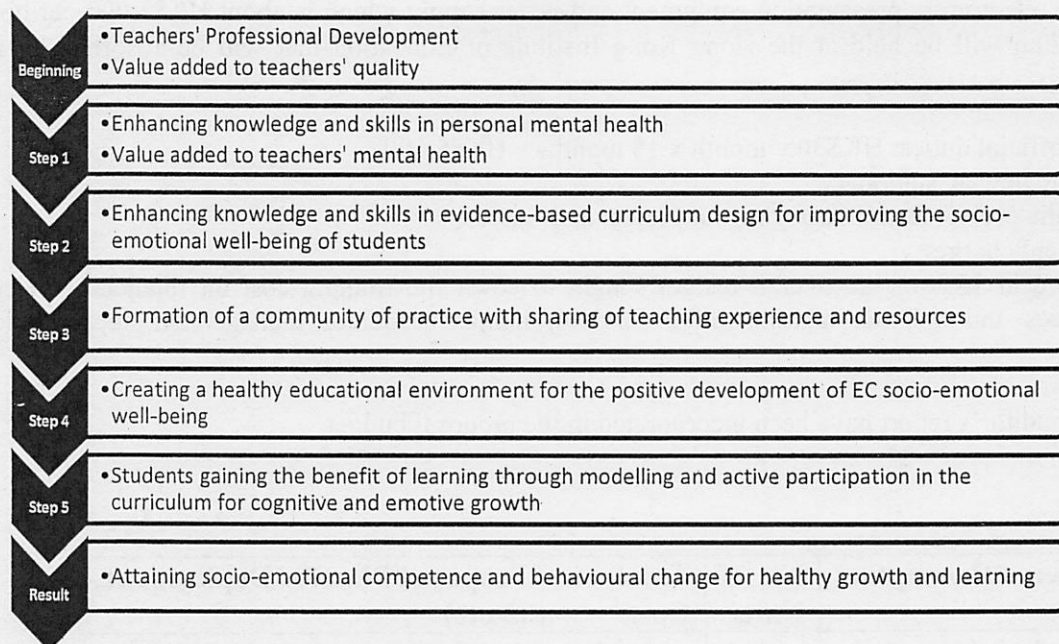 Beginning
•Teachers' Professional Development
•Value added to teachers' quality
Step 1
•Enhancing knowledge and skills in personal mental health
•Value added to teachers' mental health
Step 2
•Enhancing knowledge and skills in evidence-based curriculum design for improving the socio-
emotional well-being of students
Step 3
•Formation of a community of practice with sharing of teaching experience and resources
Step 4
•Creating a healthy educational environment for the positive development of EC socio-emotional
well-being
Step 5
•Students gaining the benefit of learning through modelling and active participation in the
curriculum for cognitive and emotive growth
Result
•Attaining socio-emotional competence and behavioural change for healthy growth and learning